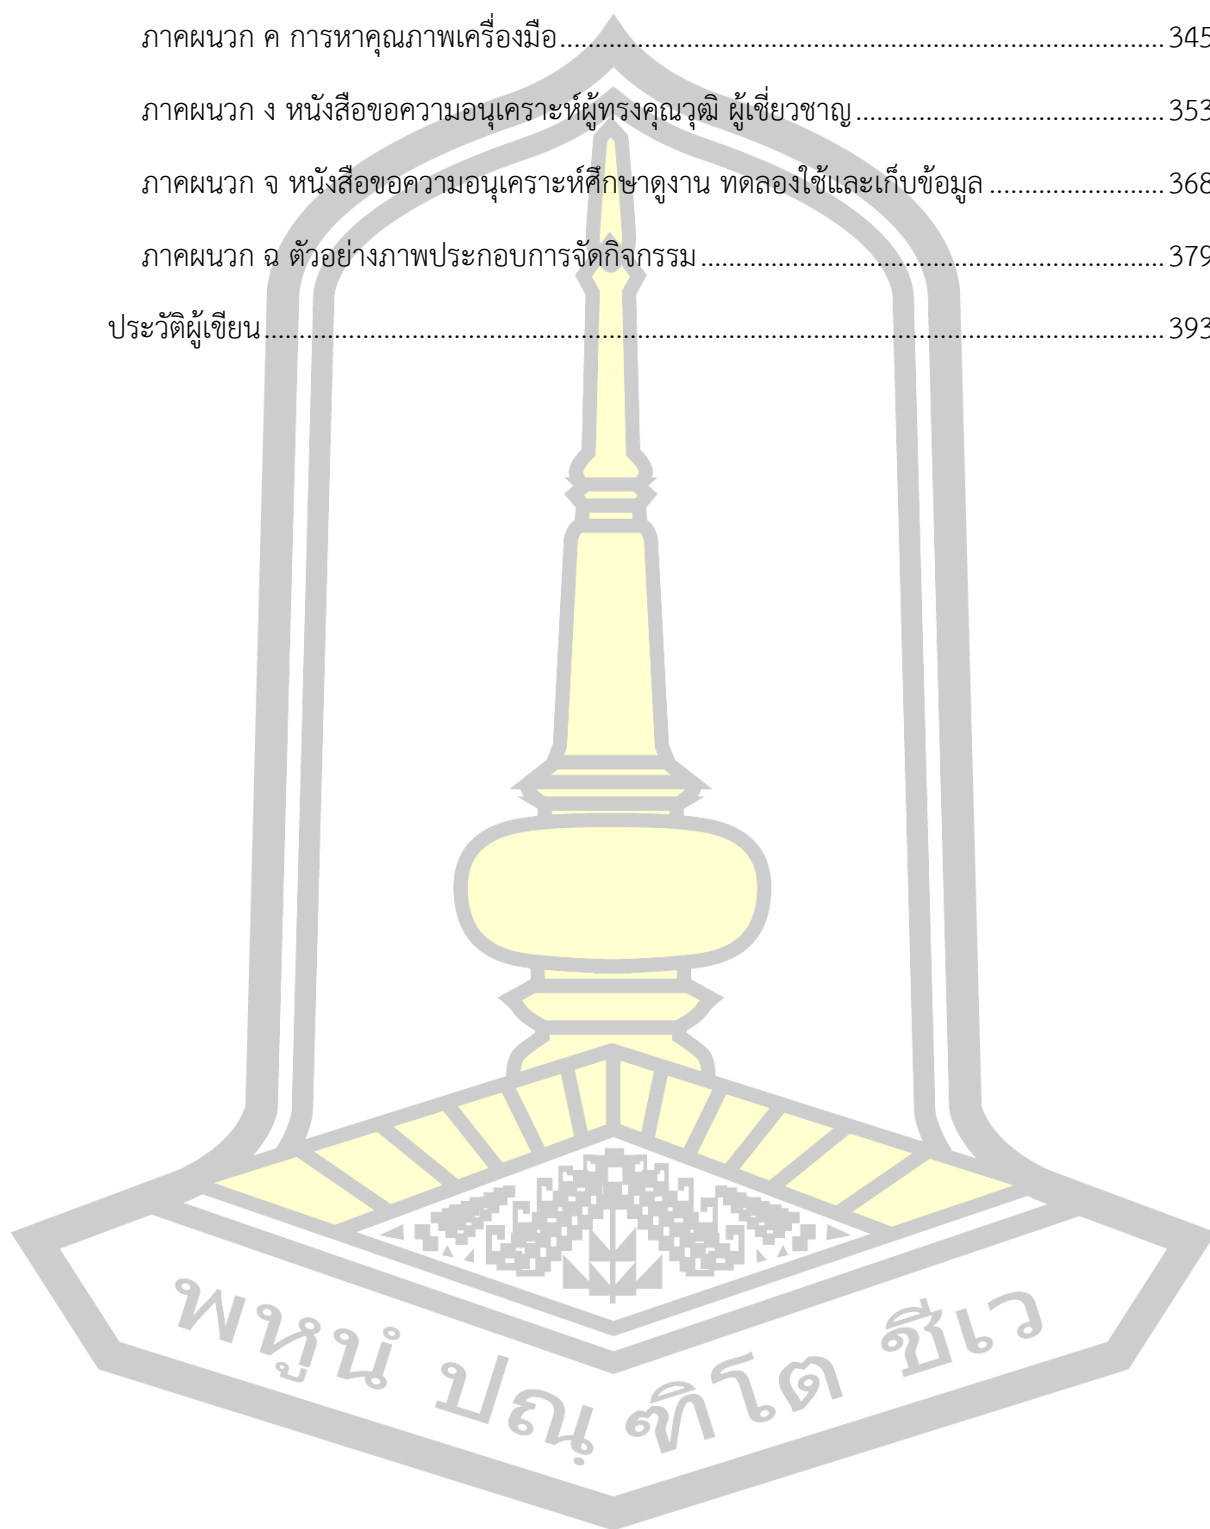 ภาคผนวก ค การหาคุณภาพเครื่องมือ.......................................................................................... 345
ภาคผนวก ง หนังสือขอความอนุเคราะห์ผู้ทรงคุณวุฒิ ผู้เชี่ยวชาญ.............................................. 353
ภาคผนวก จ หนังสือขอความอนุเคราะห์ศึกษาดูงาน ทดลองใช้และเก็บข้อมูล.......................... 368
ภาคผนวก ฉ ตัวอย่างภาพประกอบการจัดกิจกรรม..................................................................... 379
ประวัติผู้เขียน.................................................................................................................................. 393
พหูนํ ปณฺฑิโต ชีเว